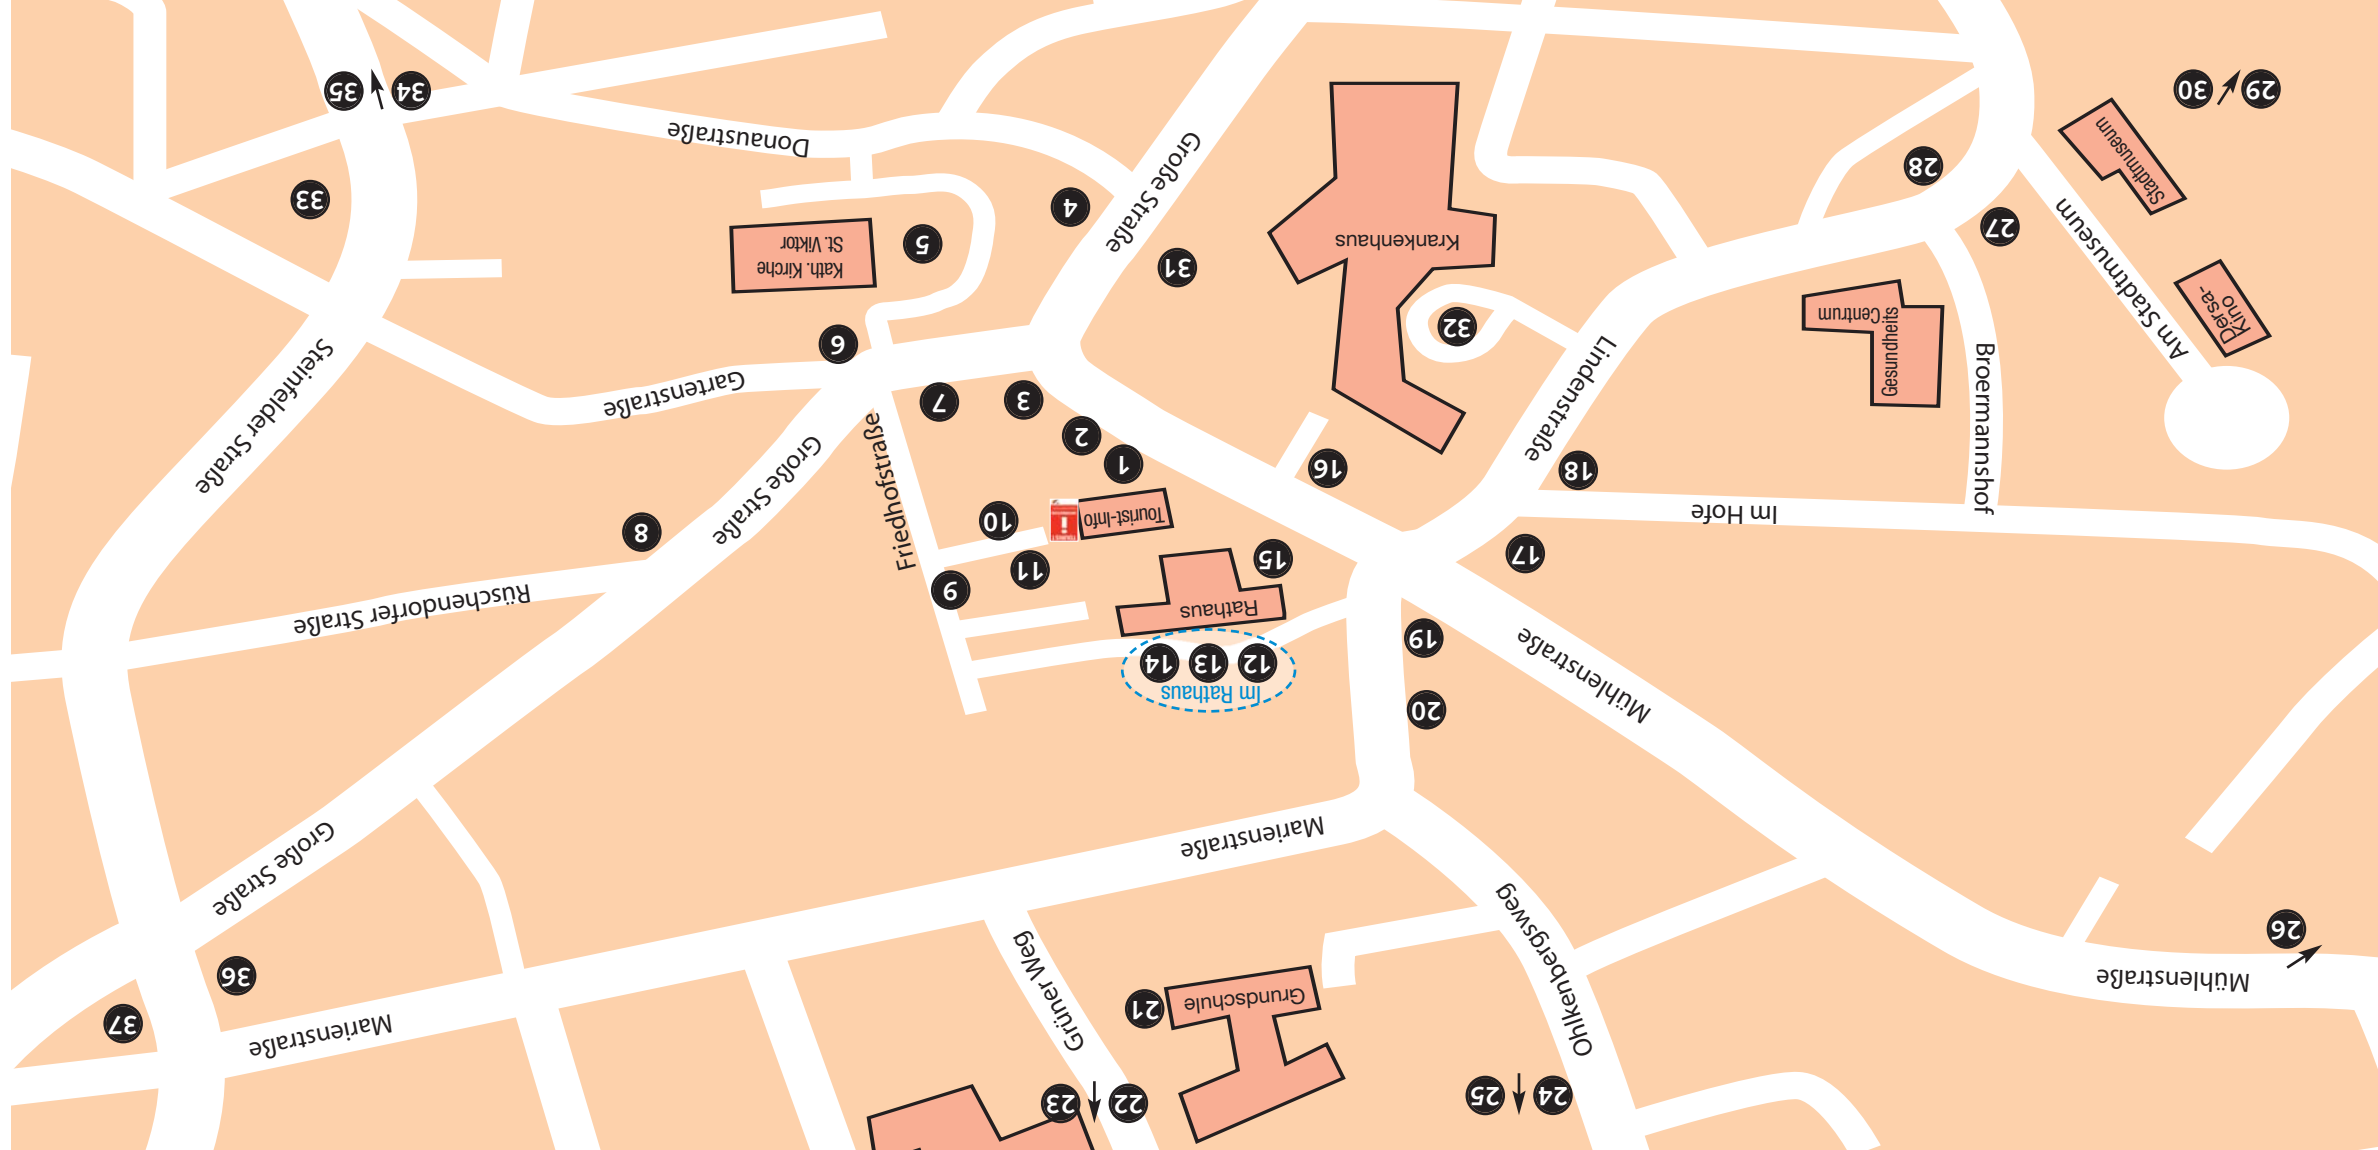 24
25
22
23
Ohlkenbergsweg
Grüner Weg
21
Grundschule
37
Marienstraße
36
Mühlenstraße
26
Große Straße
Marienstraße
20
Im Rathaus
12
13
14
Mühlenstraße
19
Rathaus
15
Rüschendorfer Straße
9
11
17
8
10
Tourist-Info
Im Hofe
Friedhofstraße
Große Straße
18
16
1
2
3
7
Steinfelder Straße
Gartenstraße
Lindenstraße
Broermannshof
Gesundheits
Centrum
6
32
Dersa-
Kino
Am Stadtmuseum
31
Kath. Kirche
St. Viktor
5
Krankenhaus
27
4
33
Große Straße
28
Stadtmuseum
Donaustraße
29
30
34
35